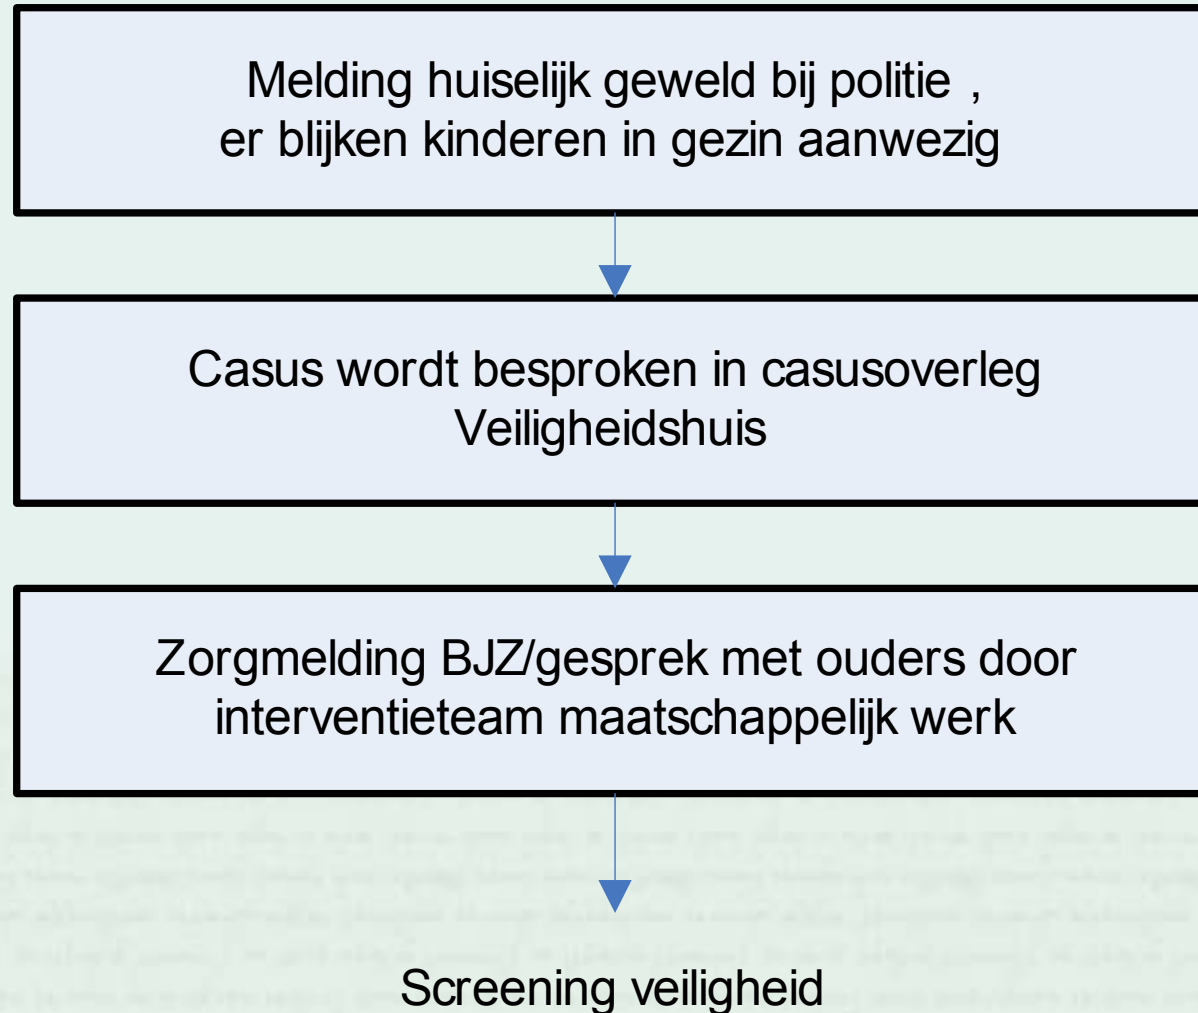 Melding huiselijk geweld bij politie ,
er blijken kinderen in gezin aanwezig
Casus wordt besproken in casusoverleg
Veiligheidshuis
Zorgmelding BJZ/gesprek met ouders door
interventieteam maatschappelijk werk
Screening veiligheid